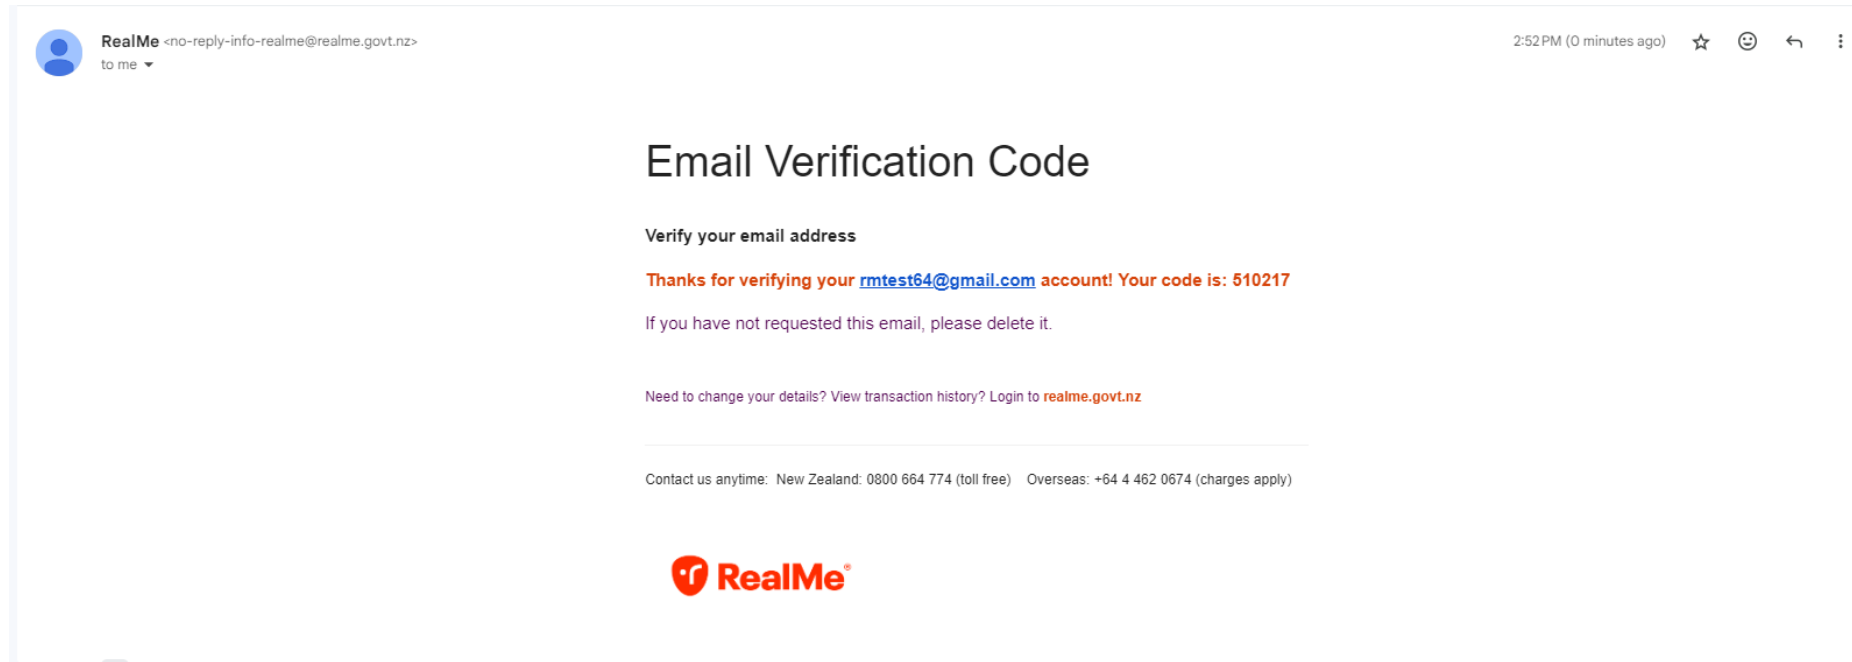 RealMe <no-reply-info-realme@realme.govt.nz>
2:52 PM (0 minutes ago)
to me
Email Verification Code
Verify your email address
Thanks for verifying your rmtest64@gmail.com account! Your code is: 510217
If you have not requested this email, please delete it.
Need to change your details? View transaction history? Login to realme.govt.nz
Contact us anytime: New Zealand: 0800 664 774 (toll free) Overseas: +64 4 462 0674 (charges apply)
RealMe®